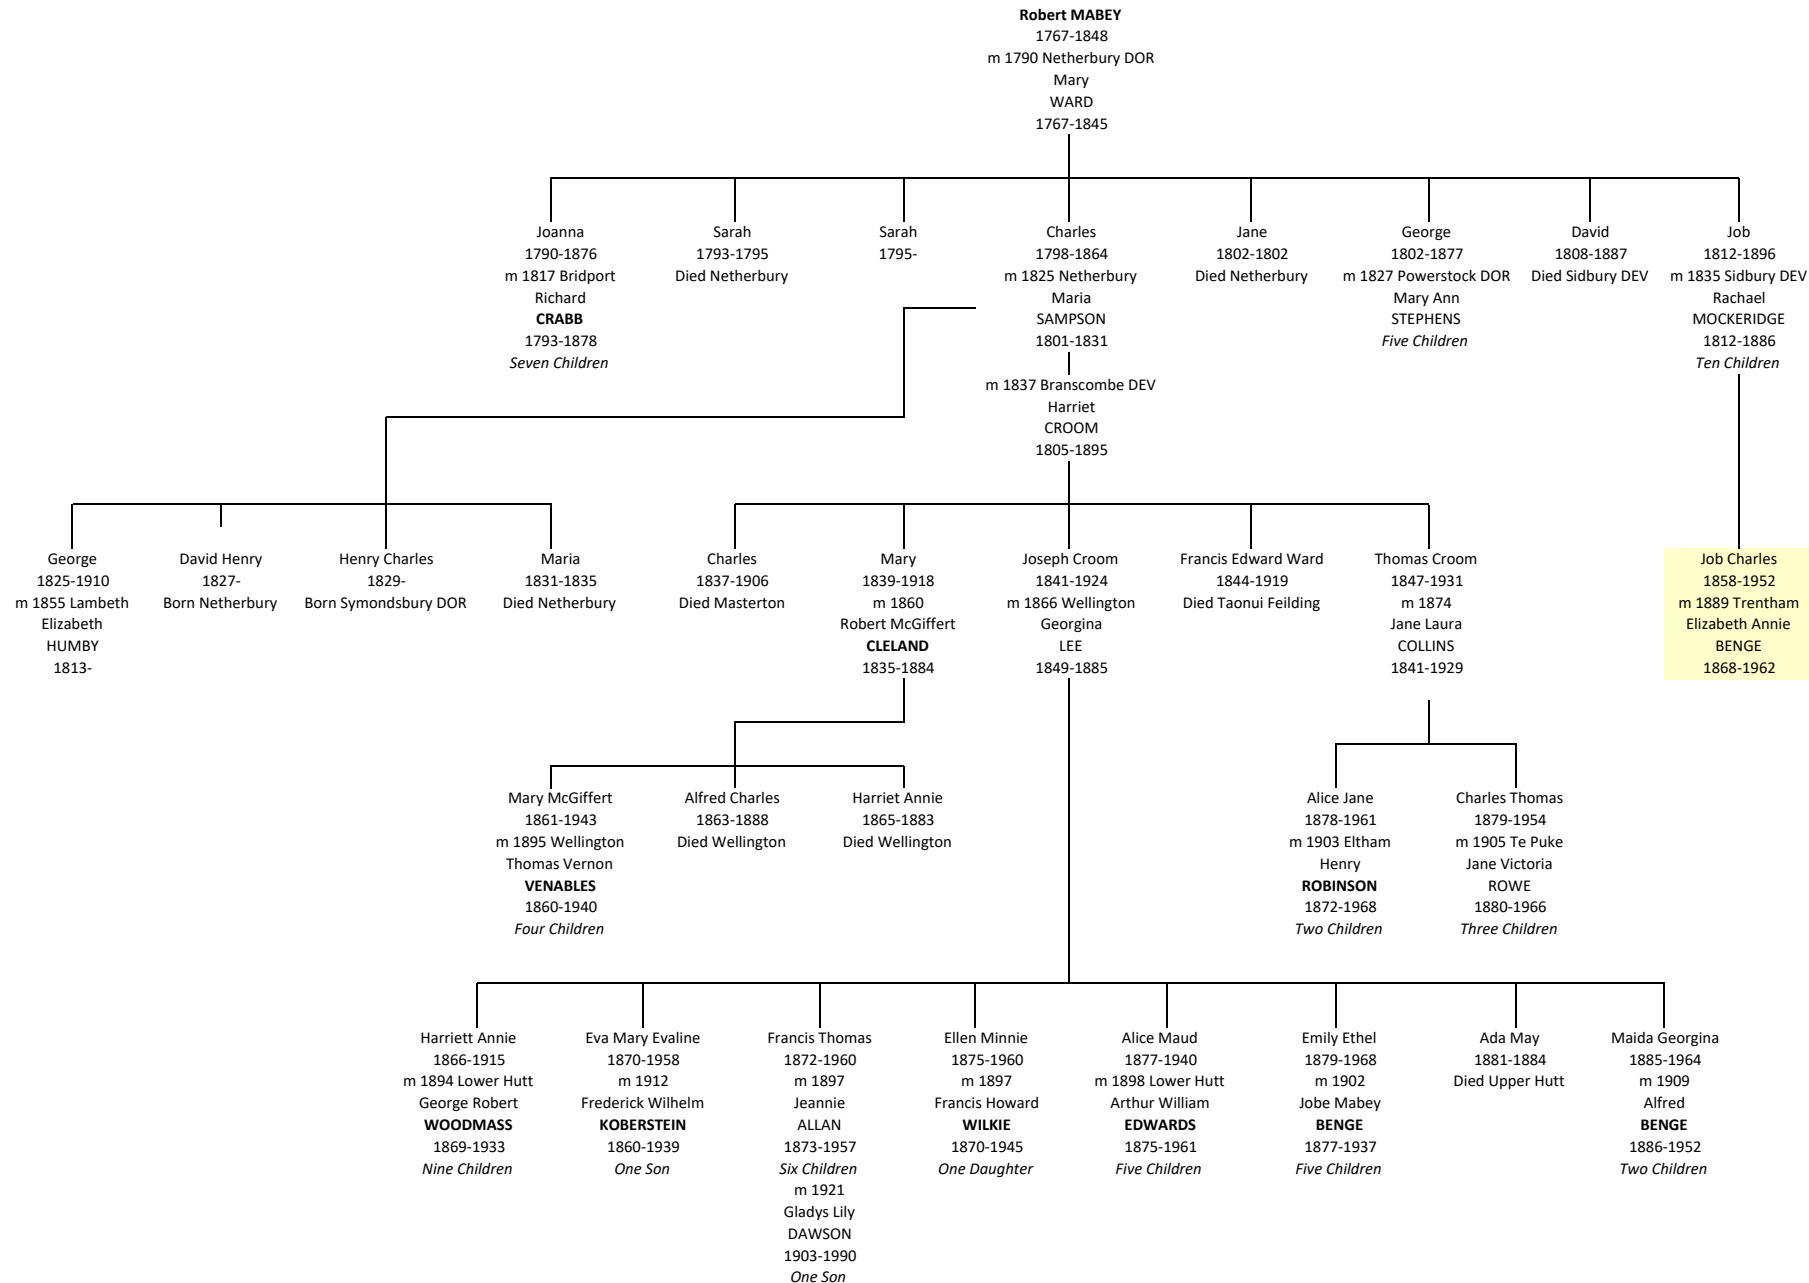 Robert MABEY
1767-1848
m 1790 Netherbury DOR
Mary
WARD
1767-1845
Joanna
1790-1876
m 1817 Bridport
Richard
CRABB
1793-1878
Seven Children
Sarah
1793-1795
Died Netherbury
Sarah
1795-
Charles
1798-1864
m 1825 Netherbury
Maria
SAMPSON
1801-1831
m 1837 Branscombe DEV
Harriet
CROOM
1805-1895
Jane
1802-1802
Died Netherbury
George
1802-1877
m 1827 Powerstock DOR
Mary Ann
STEPHENS
Five Children
David
1808-1887
Died Sidbury DEV
Job
1812-1896
m 1835 Sidbury DEV
Rachael
MOCKERIDGE
1812-1886
Ten Children
George
1825-1910
m 1855 Lambeth
Elizabeth
HUMBY
1813-
David Henry
1827-
Born Netherbury
Henry Charles
1829-
Born Symondsbury DOR
Maria
1831-1835
Died Netherbury
Charles
1837-1906
Died Masterton
Mary
1839-1918
m 1860
Robert McGiffert
CLELAND
1835-1884
Joseph Croom
1841-1924
m 1866 Wellington
Georgina
LEE
1849-1885
Francis Edward Ward
1844-1919
Died Taonui Feilding
Thomas Croom
1847-1931
m 1874
Jane Laura
COLLINS
1841-1929
Job Charles
1858-1952
m 1889 Trentham
Elizabeth Annie
BENGE
1868-1962
Mary McGiffert
1861-1943
m 1895 Wellington
Thomas Vernon
VENABLES
1860-1940
Four Children
Alfred Charles
1863-1888
Died Wellington
Harriet Annie
1865-1883
Died Wellington
Alice Jane
1878-1961
m 1903 Eltham
Henry
ROBINSON
1872-1968
Two Children
Charles Thomas
1879-1954
m 1905 Te Puke
Jane Victoria
ROWE
1880-1966
Three Children
Harriett Annie
1866-1915
m 1894 Lower Hutt
George Robert
WOODMASS
1869-1933
Nine Children
Eva Mary Evaline
1870-1958
m 1912
Frederick Wilhelm
KOBERSTEIN
1860-1939
One Son
Francis Thomas
1872-1960
m 1897
Jeannie
ALLAN
1873-1957
Six Children
m 1921
Gladys Lily
DAWSON
1903-1990
One Son
Ellen Minnie
1875-1960
m 1897
Francis Howard
WILKIE
1870-1945
One Daughter
Alice Maud
1877-1940
m 1898 Lower Hutt
Arthur William
EDWARDS
1875-1961
Five Children
Emily Ethel
1879-1968
m 1902
Jobe Mabey
BENGE
1877-1937
Five Children
Ada May
1881-1884
Died Upper Hutt
Maida Georgina
1885-1964
m 1909
Alfred
BENGE
1886-1952
Two Children